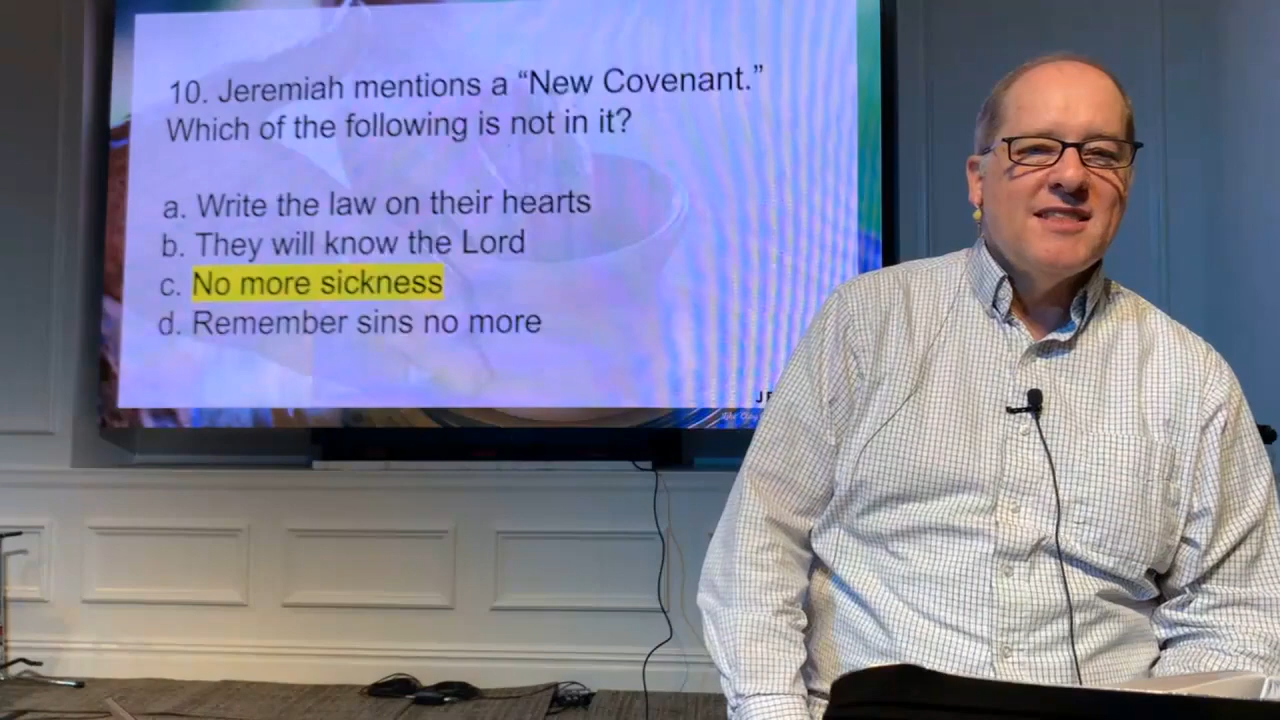 10. Jeremiah mentions a “New Covenant.”
Which of the following is not in it?
a. Write the law on their hearts
b. They will know the Lord
c. No more sickness
d. Remember sins no more